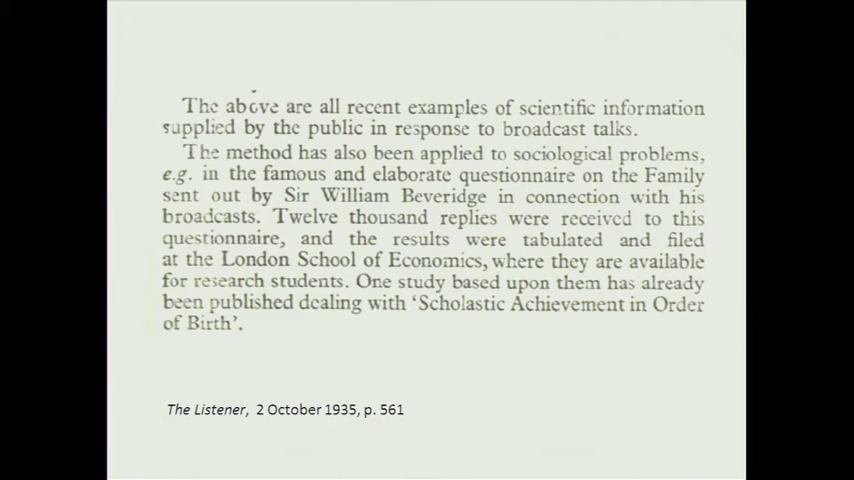 The above are all recent examples of scientific information
supplied by the public in response to broadcast talks.
The method has also been applied to sociological problems,
e.g. in the famous and elaborate questionnaire on the Family
sent out by Sir William Beveridge in connection with his
broadcasts. Twelve thousand replies were received to this
questionnaire, and the results were tabulated and filed
at the London School of Economics, where they are available
for research students. One study based upon them has already
been published dealing with ‘Scholastic Achievement in Order
of Birth’.
The Listener, 2 October 1935, p. 561